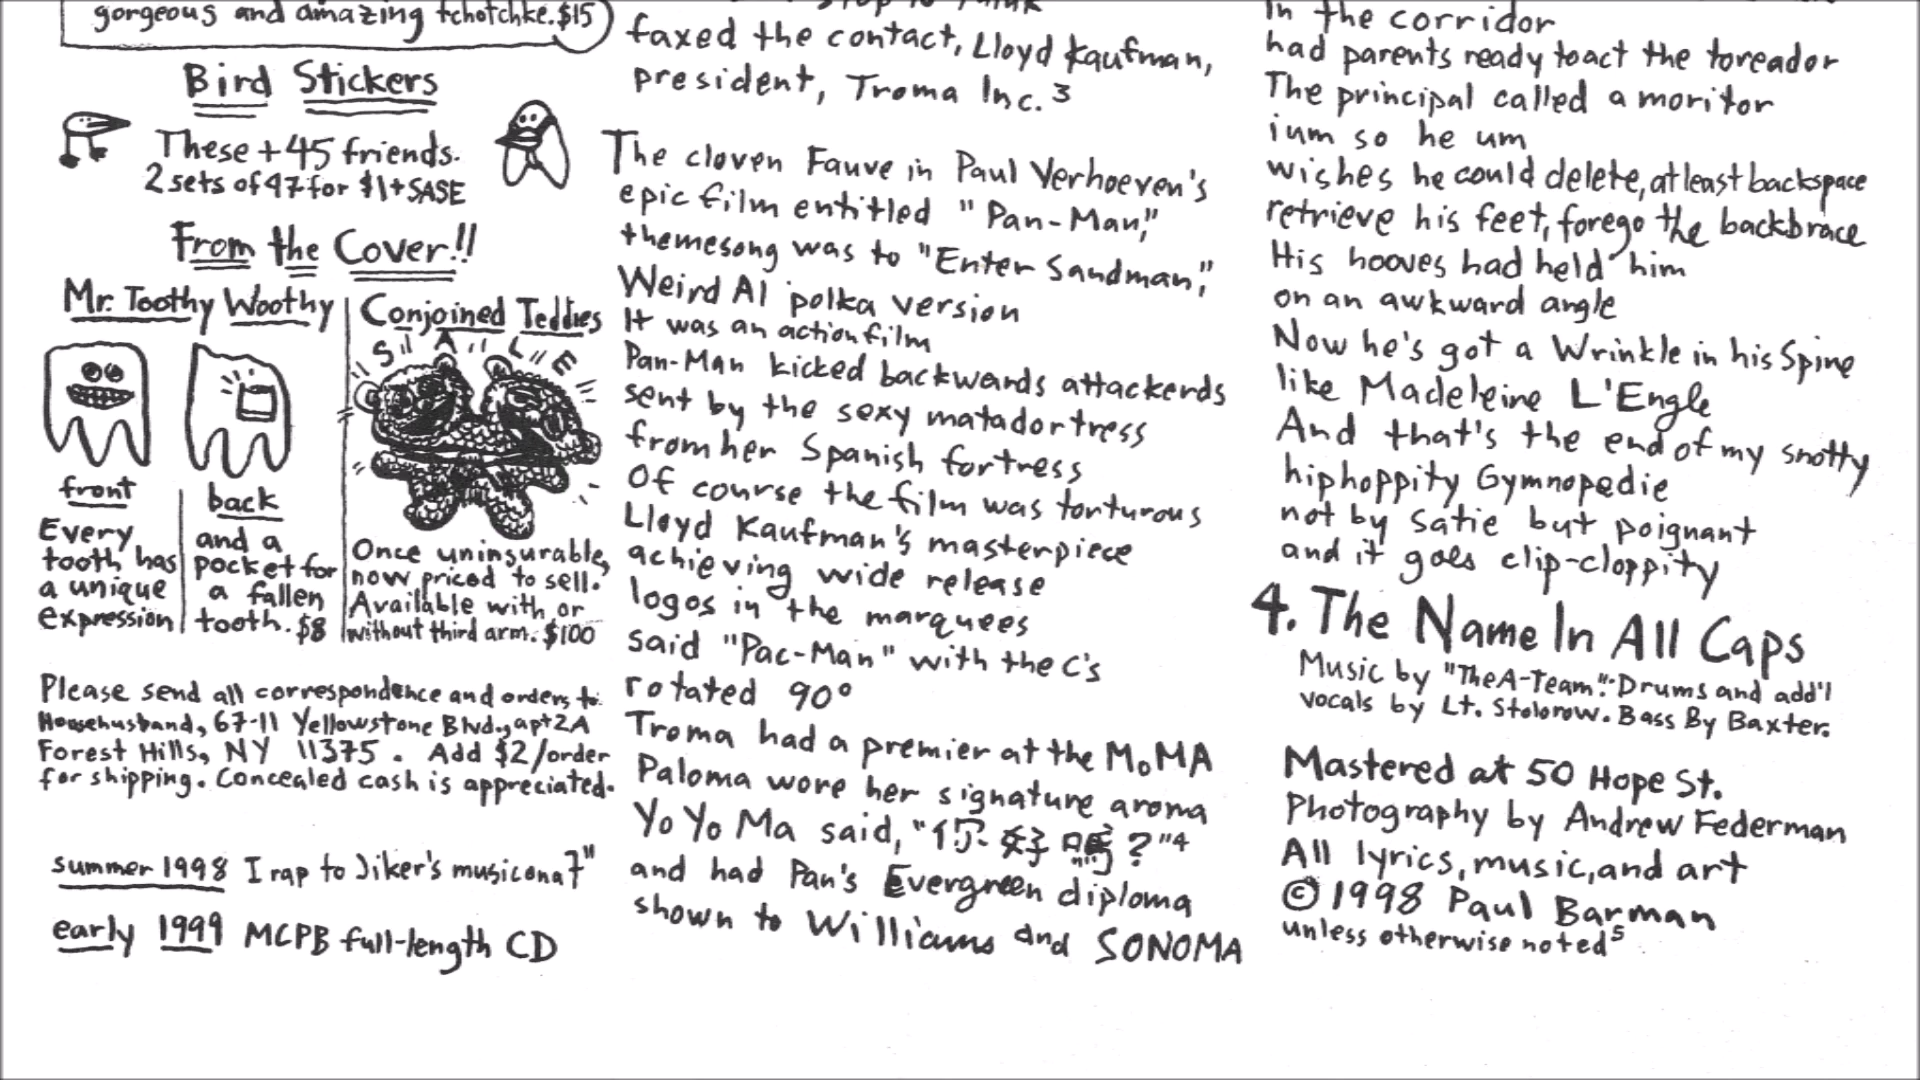 gorgeous and amazing tchotchke. $15
Bird Stickers
These + 45 friends.
2 sets of 47 for $1 + SASE
From the Cover!!
Mr. Toothy Woothy
Conjoined Teddies
SALE
front
back
Every
tooth has
a unique
expression
and a
pocket for
a fallen
tooth. $8
Once uninsurable,
now priced to sell.
Available with or
without third arm. $100
Please send all correspondence and orders to
Househusband, 67-11 Yellowstone Blvd., apt 2A
Forest Hills, NY 11375. Add $2/order
for shipping. Concealed cash is appreciated.
summer 1998 I rap to Jiker's music on a 7"
early 1999 MCPB full-length CD
faxed the contact, Lloyd Kaufman,
president, Troma Inc. 3
The cloven Fauve in Paul Verhoeven's
epic film entitled "Pan-Man,"
themesong was to "Enter Sandman,"
Weird Al polka version
It was an action film
Pan-Man kicked backwards attackerds
sent by the sexy matadortress
from her Spanish fortress
Of course the film was torturous
Lloyd Kaufman's masterpiece
achieving wide release
logos in the marquees
said "Pac-Man" with the C's
rotated 90°
Troma had a premier at the MoMA
Paloma wore her signature aroma
Yo Yo Ma said, "你好嗎?" 4
and had Pan's Evergreen diploma
shown to Williams and SONOMA
In the corridor
had parents ready to act the toreador
The principal called a moritor
ium so he um
wishes he could delete, at least backspace
retrieve his feet, forego the backbrace
His hooves had held him
on an awkward angle
Now he's got a Wrinkle in his Spine
like Madeleine L'Engle
And that's the end of my snotty
hiphoppity Gymnopedie
not by Satie but poignant
and it goes clip-cloppity
4. The Name In All Caps
Music by "The A-Team." Drums and add'l
vocals by Lt. Stolorow. Bass By Baxter.
Mastered at 50 Hope St.
Photography by Andrew Federman
All lyrics, music, and art
© 1998 Paul Barman
unless otherwise noted 5